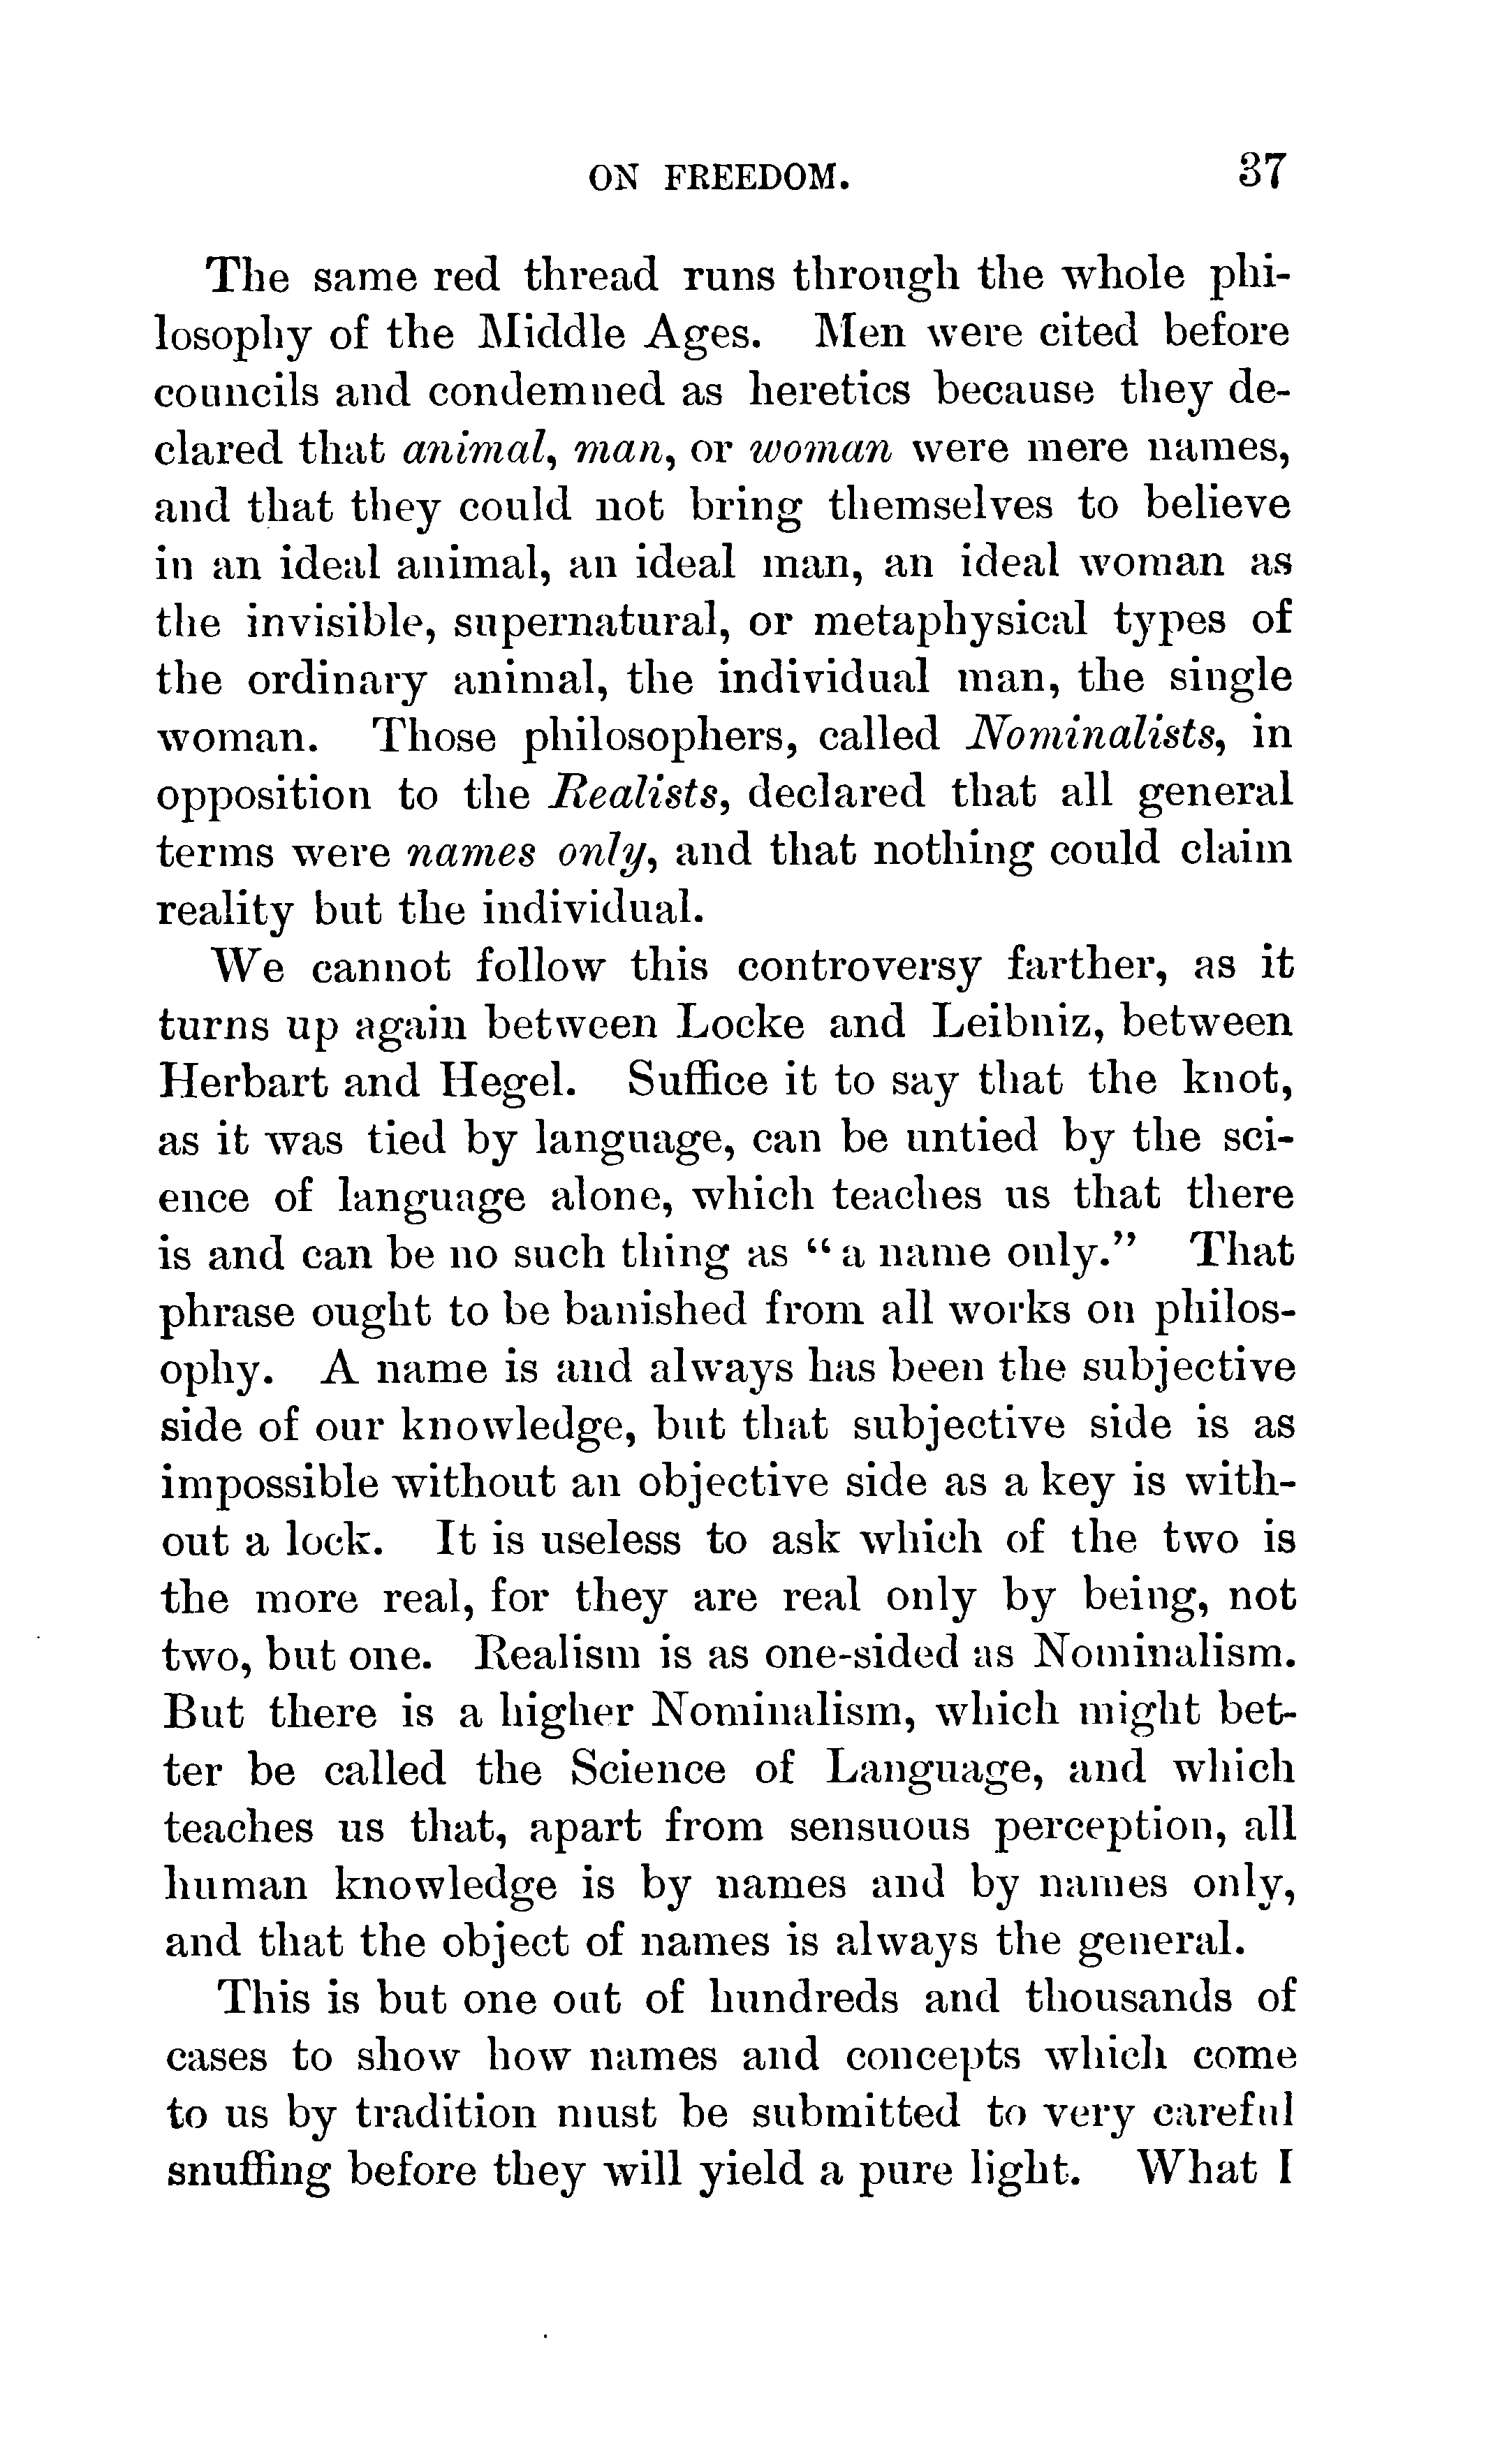 ON FREEDOM. 37
The same red thread runs through the whole phi-
losophy of the Middle Ages. Men were cited before
councils and condemned as heretics because they de-
clared that animal, man, or woman were mere names,
and that they could not bring themselves to believe
in an ideal animal, an ideal man, an ideal woman as
the invisible, supernatural, or metaphysical types of
the ordinary animal, the individual man, the single
woman. Those philosophers, called Nominalists, in
opposition to the Realists, declared that all general
terms were names only, and that nothing could claim
reality but the individual.
We cannot follow this controversy farther, as it
turns up again between Locke and Leibniz, between
Herbart and Hegel. Suffice it to say that the knot,
as it was tied by language, can be untied by the sci-
ence of language alone, which teaches us that there
is and can be no such thing as “a name only.” That
phrase ought to be banished from all works on philos-
ophy. A name is and always has been the subjective
side of our knowledge, but that subjective side is as
impossible without an objective side as a key is with-
out a lock. It is useless to ask which of the two is
the more real, for they are real only by being, not
two, but one. Realism is as one-sided as Nominalism.
But there is a higher Nominalism, which might bet-
ter be called the Science of Language, and which
teaches us that, apart from sensuous perception, all
human knowledge is by names and by names only,
and that the object of names is always the general.
This is but one out of hundreds and thousands of
cases to show how names and concepts which come
to us by tradition must be submitted to very careful
snuffing before they will yield a pure light. What I